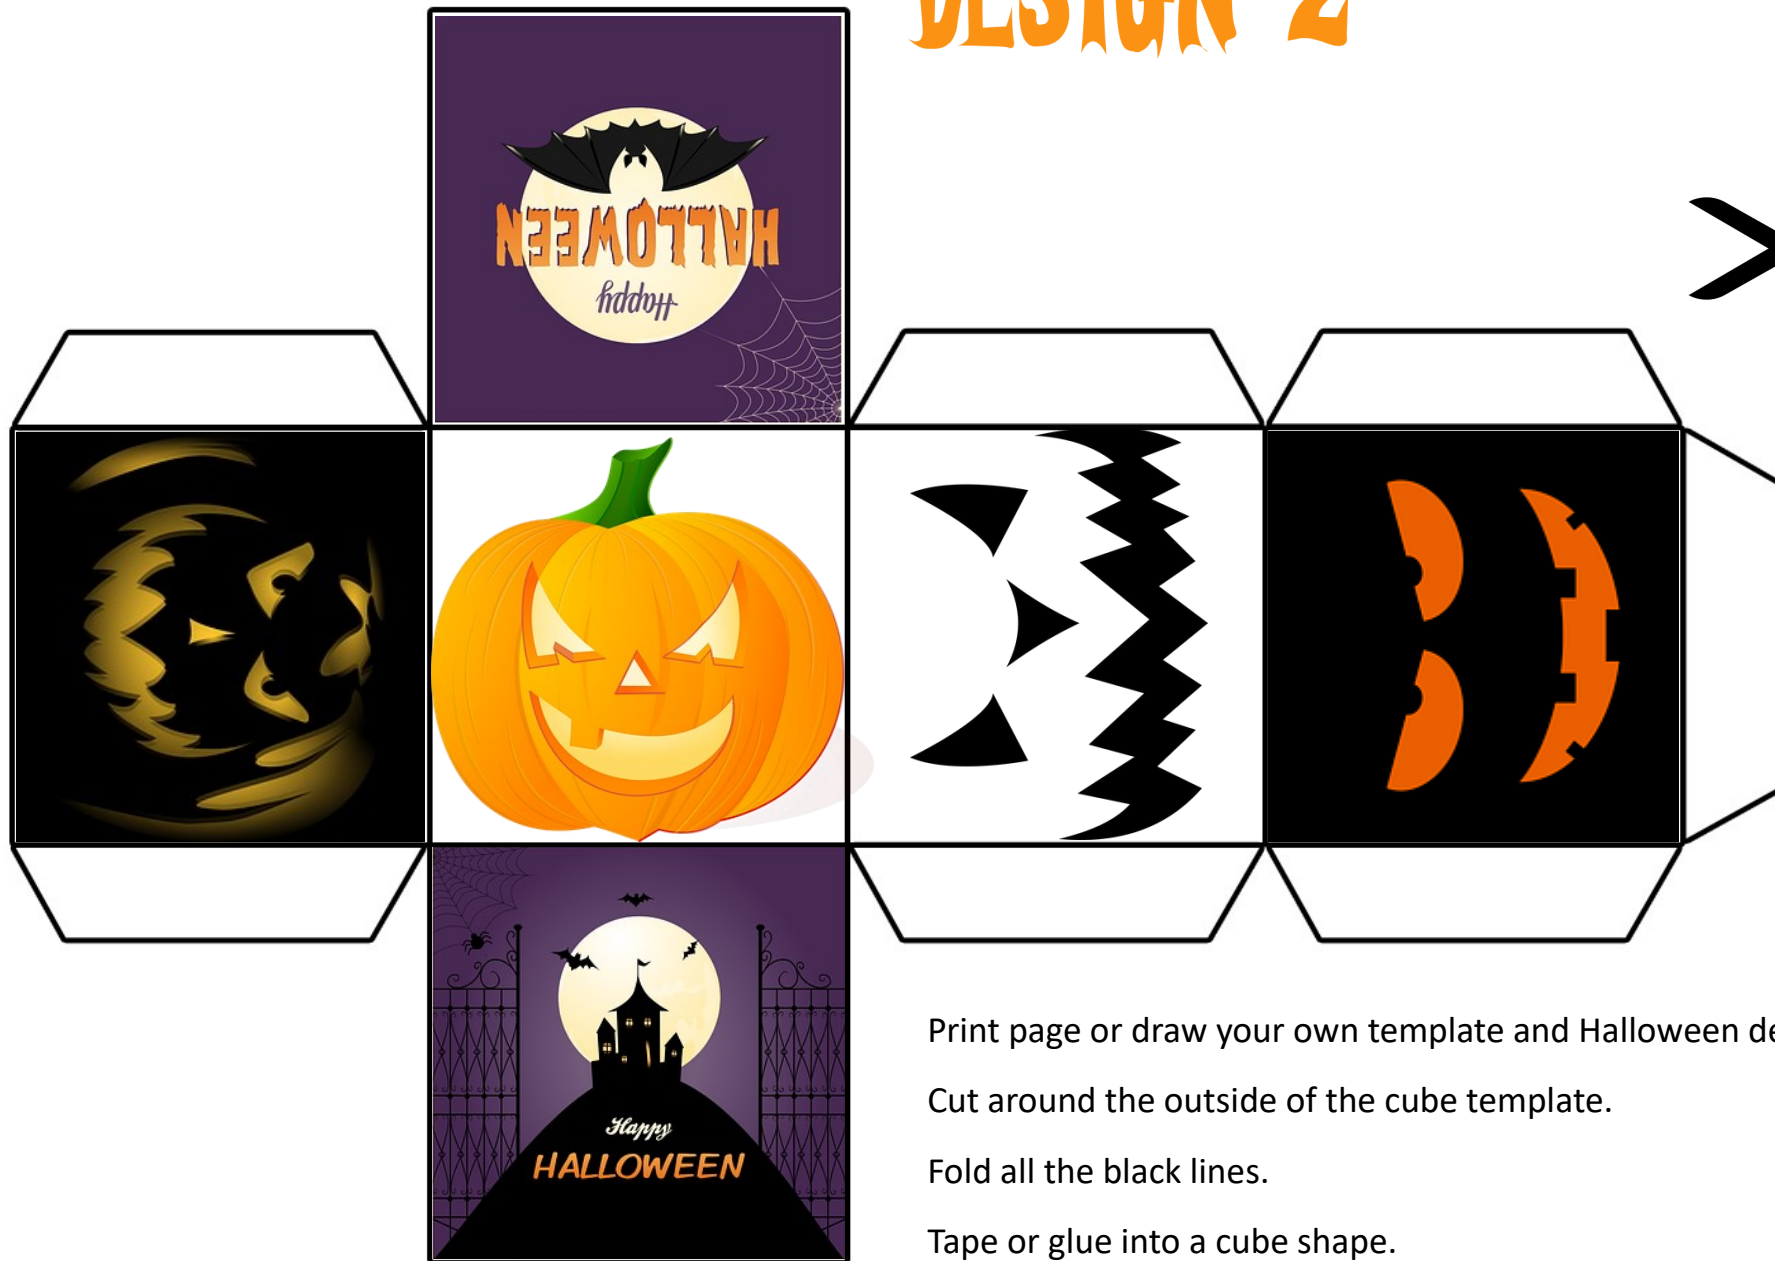 DESIGN 2
Happy
HALLOWEEN
Happy
HALLOWEEN
Print page or draw your own template and Halloween de
Cut around the outside of the cube template.
Fold all the black lines.
Tape or glue into a cube shape.